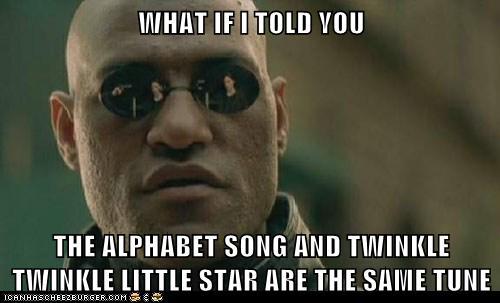 WHAT IF I TOLD YOU
THE ALPHABET SONG AND TWINKLE
TWINKLE LITTLE STAR ARE THE SAME TUNE
ICANHASCHEEZBURGER.COM